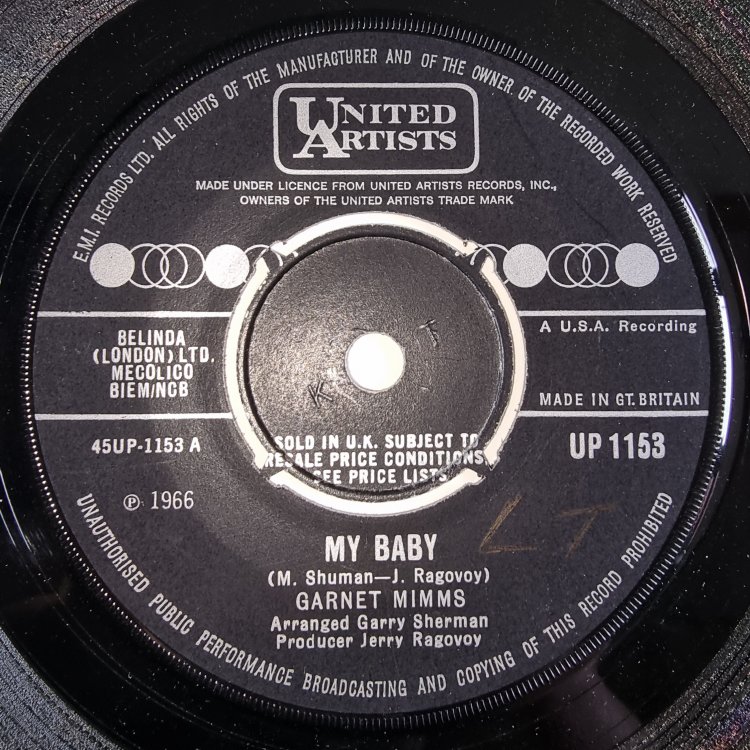 E.M.I. RECORDS LTD. ALL RIGHTS OF THE MANUFACTURER AND OF THE OWNER OF THE RECORDED WORK RESERVED
UNITED
ARTISTS
MADE UNDER LICENCE FROM UNITED ARTISTS RECORDS, INC.,
OWNERS OF THE UNITED ARTISTS TRADE MARK
BELINDA
(LONDON) LTD.
MECOLICO
BIEM/NCB
A U.S.A. Recording
MADE IN GT. BRITAIN
K T
45UP-1153 A
SOLD IN U.K. SUBJECT TO
RESALE PRICE CONDITIONS,
SEE PRICE LISTS
UP 1153
℗ 1966
LT
MY BABY
(M. Shuman—J. Ragovoy)
GARNET MIMMS
Arranged Garry Sherman
Producer Jerry Ragovoy
UNAUTHORISED PUBLIC PERFORMANCE BROADCASTING AND COPYING OF THIS RECORD PROHIBITED